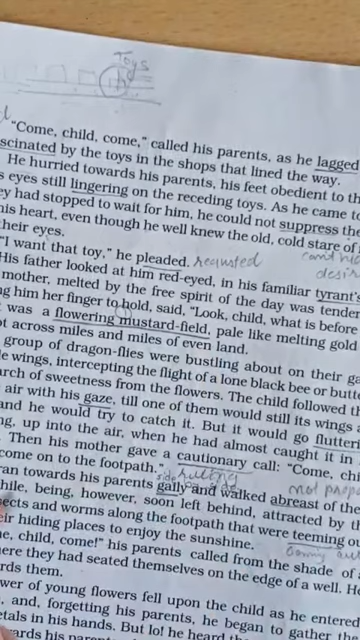 Toys
"Come, child, come," called his parents, as he lagged
scinated by the toys in the shops that lined the way.
He hurried towards his parents, his feet obedient to th
s eyes still lingering on the receding toys. As he came t
ey had stopped to wait for him, he could not suppress the
his heart, even though he well knew the old, cold stare of
their eyes.
"I want that toy," he pleaded. requsted
His father looked at him red-eyed, in his familiar tyrant's
mother, melted by the free spirit of the day was tender
ng him her finger to hold, said, "Look, child, what is before
t was a flowering mustard-field, pale like melting gold
ot across miles and miles of even land.
group of dragon-flies were bustling about on their ga
le wings, intercepting the flight of a lone black bee or butte
arch of sweetness from the flowers. The child followed t
air with his gaze, till one of them would still its wings a
and he would try to catch it. But it would go flutteri
ng, up into the air, when he had almost caught it in
Then his mother gave a cautionary call: "Come, ch
come on to the footpath."
ran towards his parents gaily and walked abreast of the
hile, being, however, soon left behind, attracted by t
sects and worms along the footpath that were teeming ou
eir hiding places to enjoy the sunshine.
e, child, come!" his parents called from the shade of a
ere they had seated themselves on the edge of a well. He
rds them.
wer of young flowers fell upon the child as he entered
, and, forgetting his parents, he began to gather
etals in his hands. But lo! he heard the
ards his